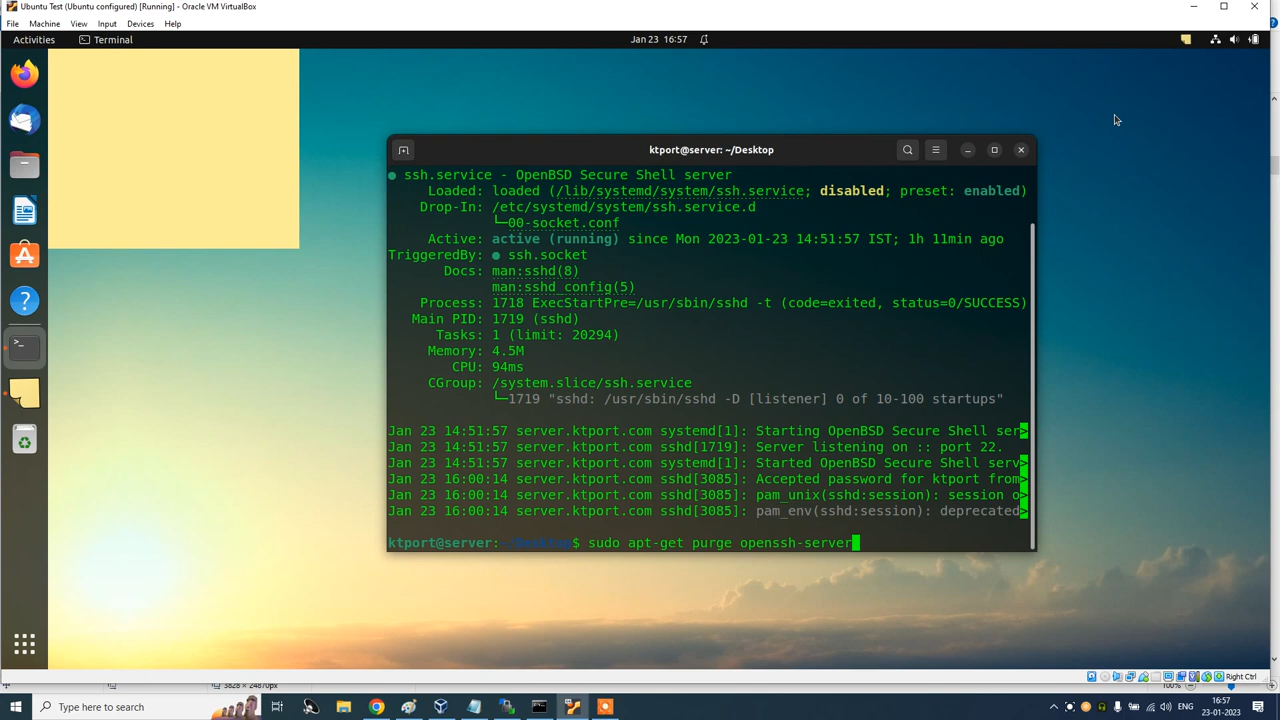 Ubuntu Test (Ubuntu configured) [Running] - Oracle VM VirtualBox
File Machine View Input Devices Help
Activities Terminal Jan 23 16:57
ktport@server: ~/Desktop
● ssh.service - OpenBSD Secure Shell server
Loaded: loaded (/lib/systemd/system/ssh.service; disabled; preset: enabled)
Drop-In: /etc/systemd/system/ssh.service.d
└─00-socket.conf
Active: active (running) since Mon 2023-01-23 14:51:57 IST; 1h 11min ago
TriggeredBy: ● ssh.socket
Docs: man:sshd(8)
man:sshd_config(5)
Process: 1718 ExecStartPre=/usr/sbin/sshd -t (code=exited, status=0/SUCCESS)
Main PID: 1719 (sshd)
Tasks: 1 (limit: 20294)
Memory: 4.5M
CPU: 94ms
CGroup: /system.slice/ssh.service
└─1719 "sshd: /usr/sbin/sshd -D [listener] 0 of 10-100 startups"
Jan 23 14:51:57 server.ktport.com systemd[1]: Starting OpenBSD Secure Shell ser>
Jan 23 14:51:57 server.ktport.com sshd[1719]: Server listening on :: port 22.
Jan 23 14:51:57 server.ktport.com systemd[1]: Started OpenBSD Secure Shell serv>
Jan 23 16:00:14 server.ktport.com sshd[3085]: Accepted password for ktport from>
Jan 23 16:00:14 server.ktport.com sshd[3085]: pam_unix(sshd:session): session o>
Jan 23 16:00:14 server.ktport.com sshd[3085]: pam_env(sshd:session): deprecated>
ktport@server:~/Desktop$ sudo apt-get purge openssh-server
Right Ctrl
100%
Type here to search
ENG
16:57
23-01-2023